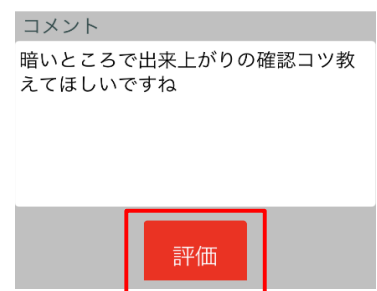 コメント
暗いところで出来上がりの確認コツ教
えてほしいですね
評価